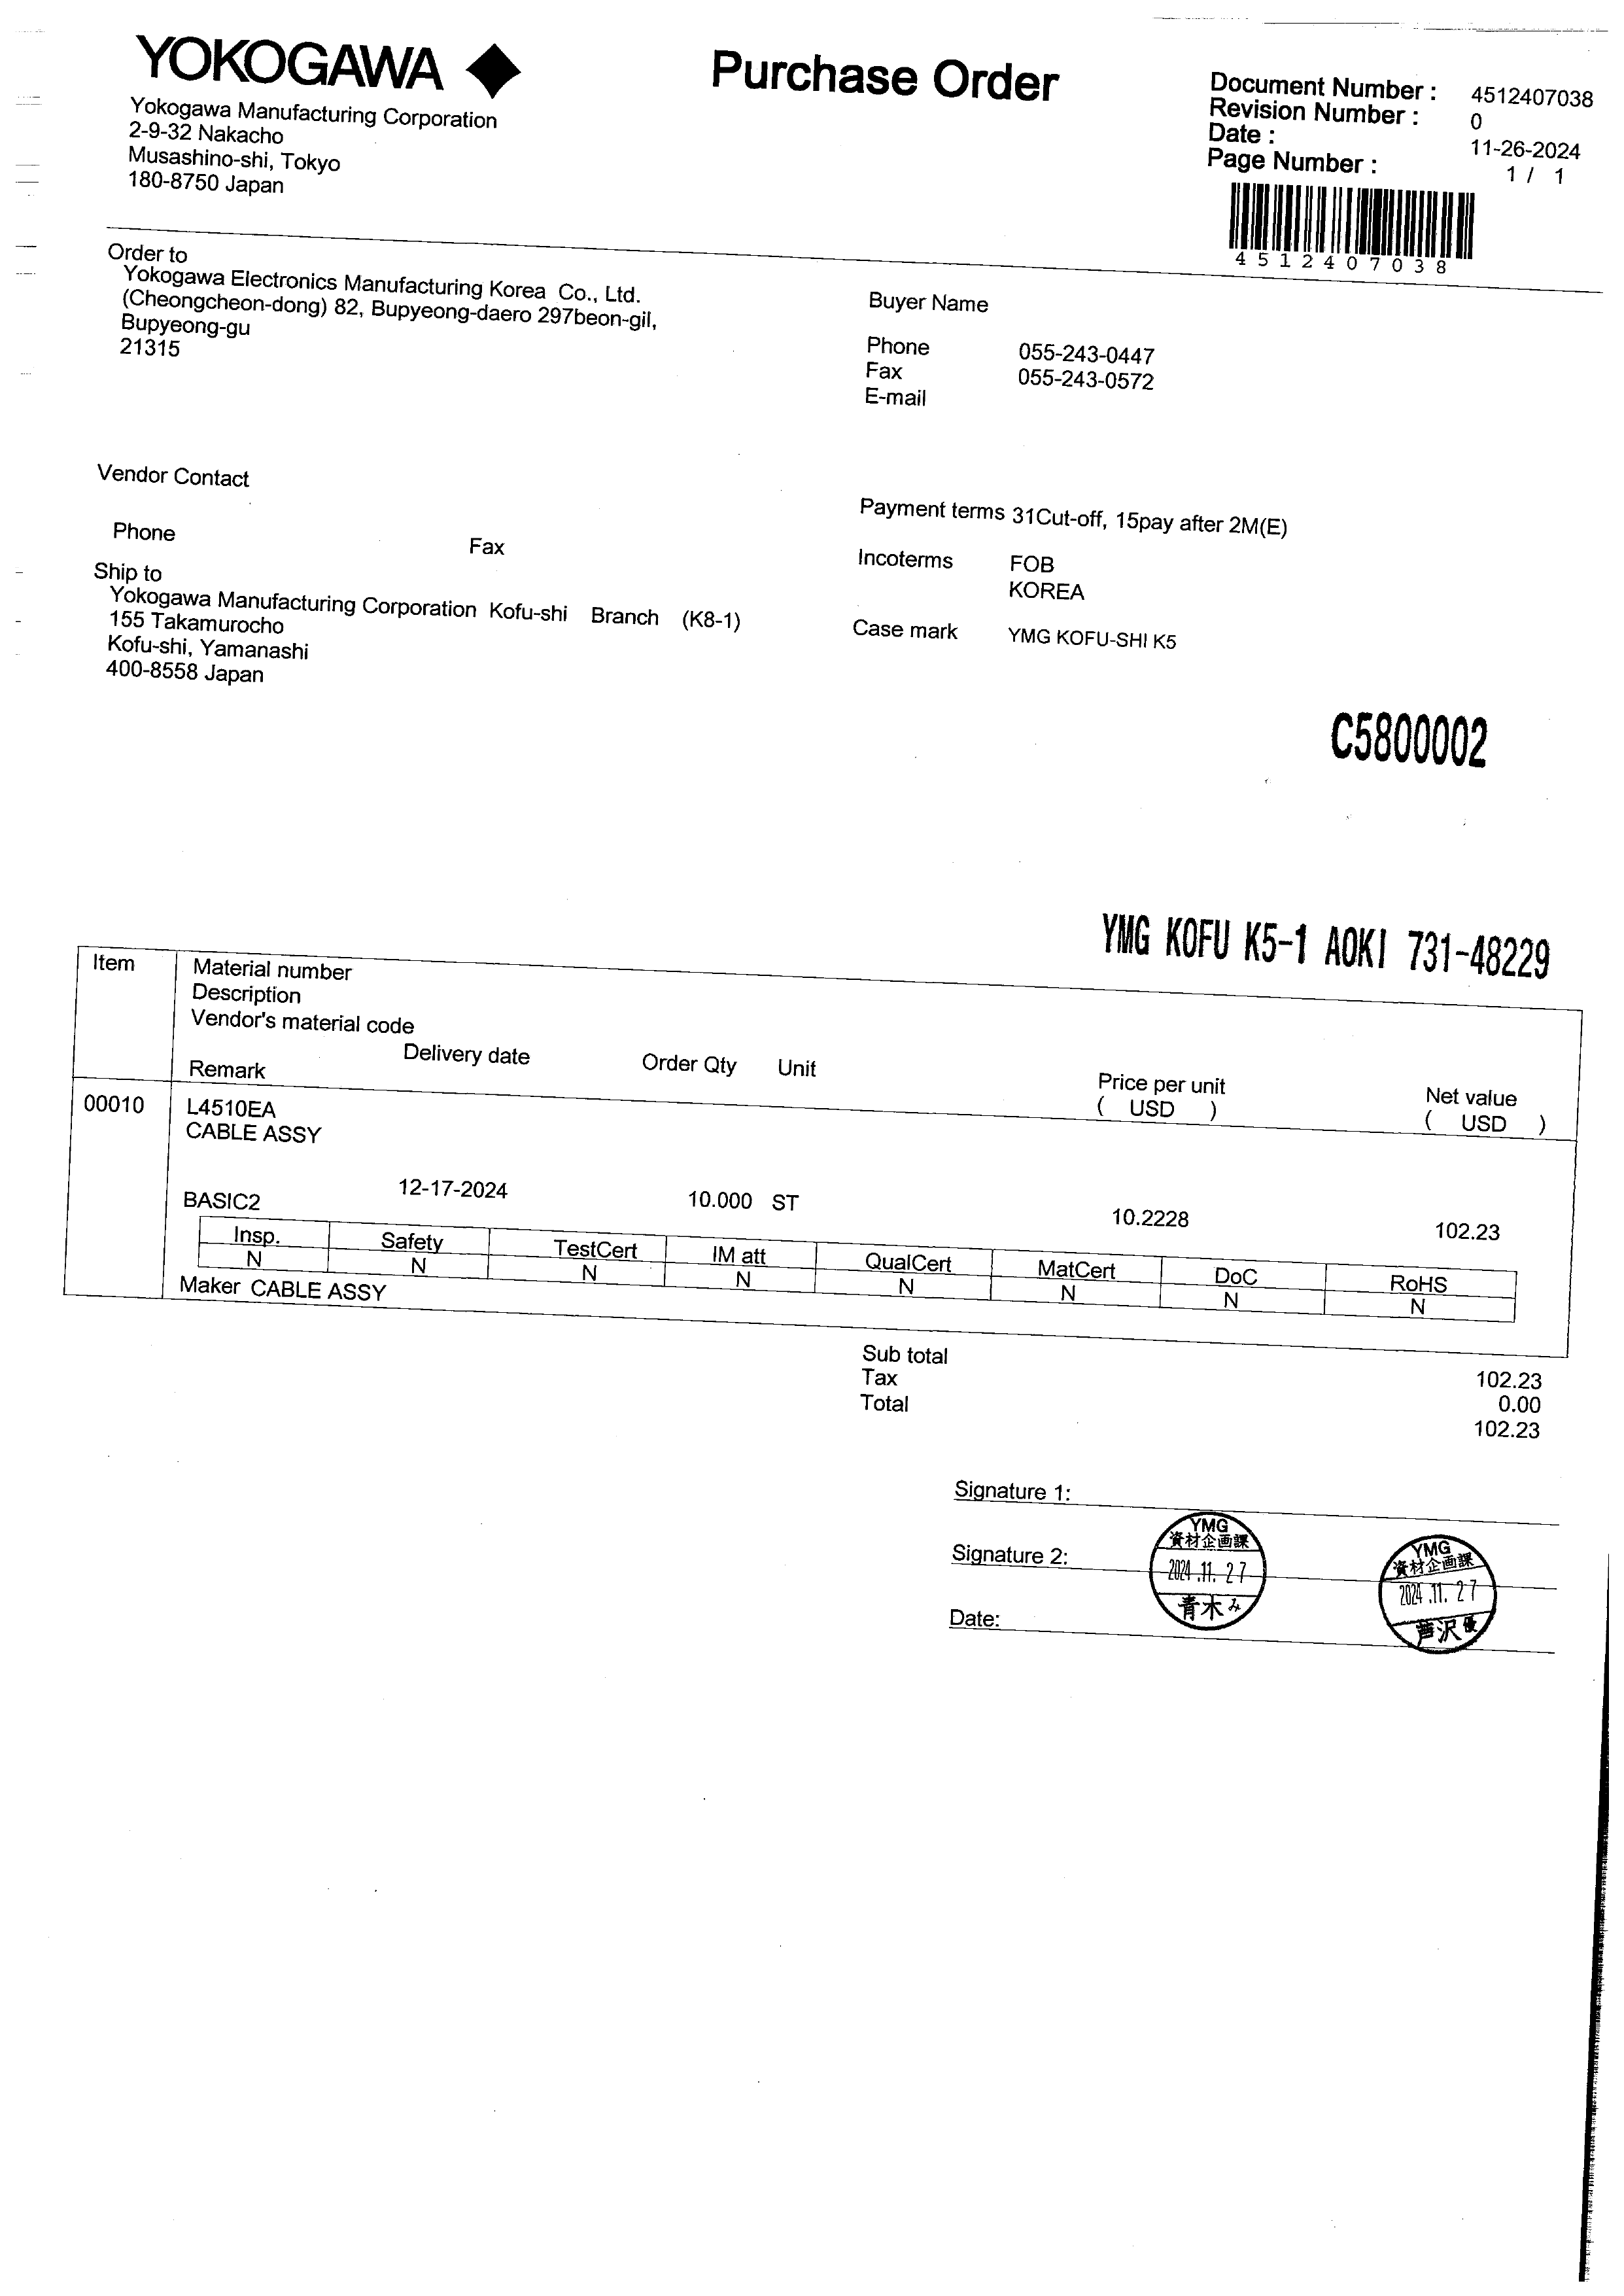 YOKOGAWA
Purchase Order
Yokogawa Manufacturing Corporation
2-9-32 Nakacho
Musashino-shi, Tokyo
180-8750 Japan
Document Number : 4512407038
Revision Number : 0
Date : 11-26-2024
Page Number : 1 / 1
4512407038
Order to
Yokogawa Electronics Manufacturing Korea Co., Ltd.
(Cheongcheon-dong) 82, Bupyeong-daero 297beon-gil,
Bupyeong-gu
21315
Buyer Name
Phone 055-243-0447
Fax 055-243-0572
E-mail
Vendor Contact
Phone Fax
Payment terms 31Cut-off, 15pay after 2M(E)
Incoterms FOB
KOREA
Case mark YMG KOFU-SHI K5
Ship to
Yokogawa Manufacturing Corporation Kofu-shi Branch (K8-1)
155 Takamurocho
Kofu-shi, Yamanashi
400-8558 Japan
C5800002
YMG KOFU K5-1 AOKI 731-48229
Item Material number
Description
Vendor's material code
Delivery date Order Qty Unit Price per unit Net value
Remark ( USD ) ( USD )
00010 L4510EA
CABLE ASSY
12-17-2024 10.000 ST 10.2228 102.23
BASIC2
Insp. Safety TestCert IM att QualCert MatCert DoC RoHS
N N N N N N N N
Maker CABLE ASSY
Sub total 102.23
Tax 0.00
Total 102.23
Signature 1:
Signature 2:
Date:
YMG
資材企画課
2024.11.27
青木み
YMG
資材企画課
2024.11.27
芦沢優